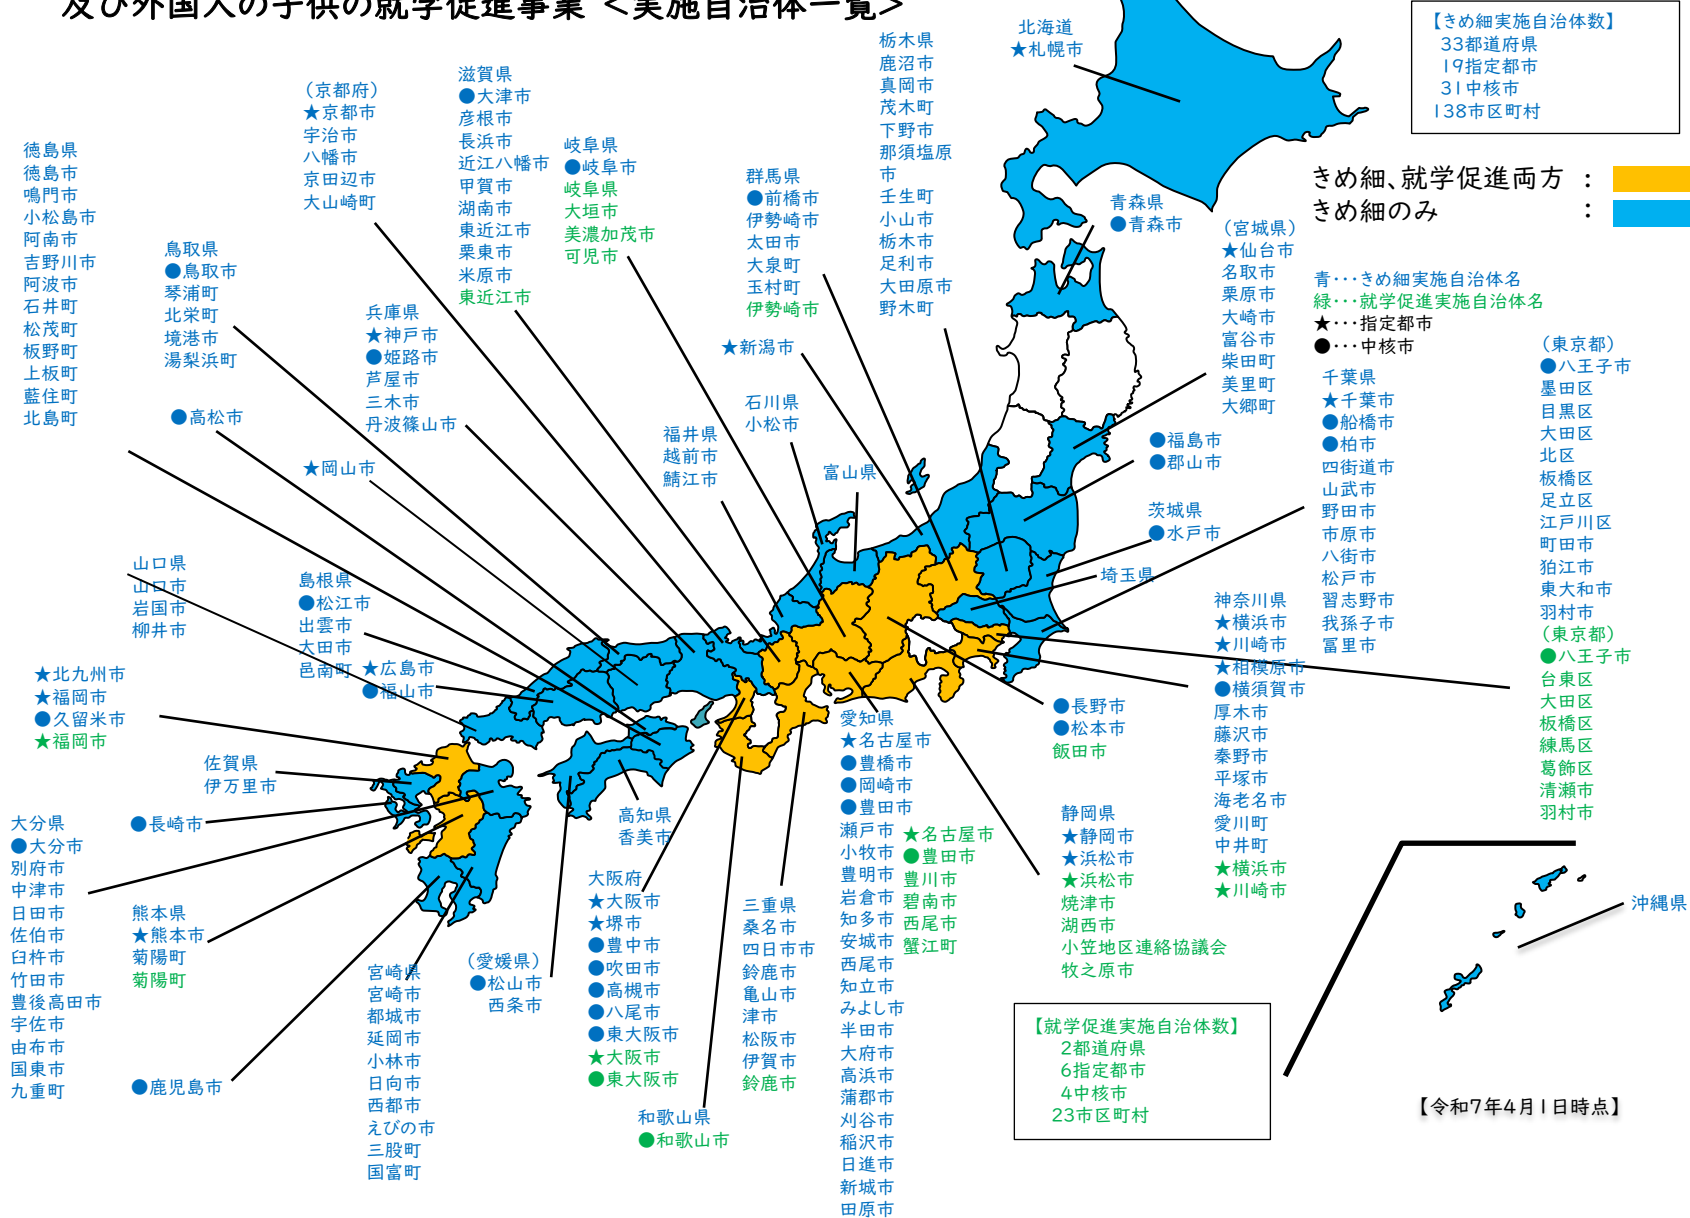 及び外国人の子供の就学促進事業 <実施自治体一覧>
【きめ細実施自治体数】
33都道府県
19指定都市
31中核市
138市区町村
きめ細、就学促進両方 :
きめ細のみ :
青･･･きめ細実施自治体名
緑･･･就学促進実施自治体名
★･･･指定都市
●･･･中核市
北海道
★札幌市
青森県
●青森市
(宮城県)
★仙台市
名取市
栗原市
大崎市
富谷市
柴田町
美里町
大郷町
●福島市
●郡山市
茨城県
●水戸市
埼玉県
栃木県
鹿沼市
真岡市
茂木町
下野市
那須塩原
市
壬生町
小山市
栃木市
足利市
大田原市
野木町
群馬県
●前橋市
伊勢崎市
太田市
大泉町
玉村町
伊勢崎市
千葉県
★千葉市
●船橋市
●柏市
四街道市
山武市
野田市
市原市
八街市
松戸市
習志野市
我孫子市
冨里市
(東京都)
●八王子市
墨田区
目黒区
大田区
北区
板橋区
足立区
江戸川区
町田市
狛江市
東大和市
羽村市
(東京都)
●八王子市
台東区
大田区
板橋区
練馬区
葛飾区
清瀬市
羽村市
神奈川県
★横浜市
★川崎市
★相模原市
●横須賀市
厚木市
藤沢市
秦野市
平塚市
海老名市
愛川町
中井町
★横浜市
★川崎市
★新潟市
富山県
石川県
小松市
福井県
越前市
鯖江市
●長野市
●松本市
飯田市
岐阜県
●岐阜市
岐阜県
大垣市
美濃加茂市
可児市
静岡県
★静岡市
★浜松市
★浜松市
焼津市
湖西市
小笠地区連絡協議会
牧之原市
愛知県
★名古屋市
●豊橋市
●岡崎市
●豊田市
瀬戸市
小牧市
豊明市
岩倉市
知多市
安城市
西尾市
知立市
みよし市
半田市
大府市
高浜市
蒲郡市
刈谷市
稲沢市
日進市
新城市
田原市
★名古屋市
●豊田市
豊川市
碧南市
西尾市
蟹江町
三重県
桑名市
四日市市
鈴鹿市
亀山市
津市
松阪市
伊賀市
鈴鹿市
滋賀県
●大津市
彦根市
長浜市
近江八幡市
甲賀市
湖南市
東近江市
栗東市
米原市
東近江市
(京都府)
★京都市
宇治市
八幡市
京田辺市
大山崎町
大阪府
★大阪市
★堺市
●豊中市
●吹田市
●高槻市
●八尾市
●東大阪市
★大阪市
●東大阪市
兵庫県
★神戸市
●姫路市
芦屋市
三木市
丹波篠山市
和歌山県
●和歌山市
鳥取県
●鳥取市
琴浦町
北栄町
境港市
湯梨浜町
島根県
●松江市
出雲市
大田市
邑南町
★岡山市
★広島市
●福山市
山口県
山口市
岩国市
柳井市
徳島県
徳島市
鳴門市
小松島市
阿南市
吉野川市
阿波市
石井町
松茂町
板野町
上板町
藍住町
北島町
●高松市
(愛媛県)
●松山市
西条市
高知県
香美市
★北九州市
★福岡市
●久留米市
★福岡市
佐賀県
伊万里市
●長崎市
熊本県
★熊本市
菊陽町
菊陽町
大分県
●大分市
別府市
中津市
日田市
佐伯市
臼杵市
竹田市
豊後高田市
宇佐市
由布市
国東市
九重町
宮崎県
宮崎市
都城市
延岡市
小林市
日向市
西都市
えびの市
三股町
国富町
●鹿児島市
沖縄県
【就学促進実施自治体数】
2都道府県
6指定都市
4中核市
23市区町村
【令和7年4月1日時点】